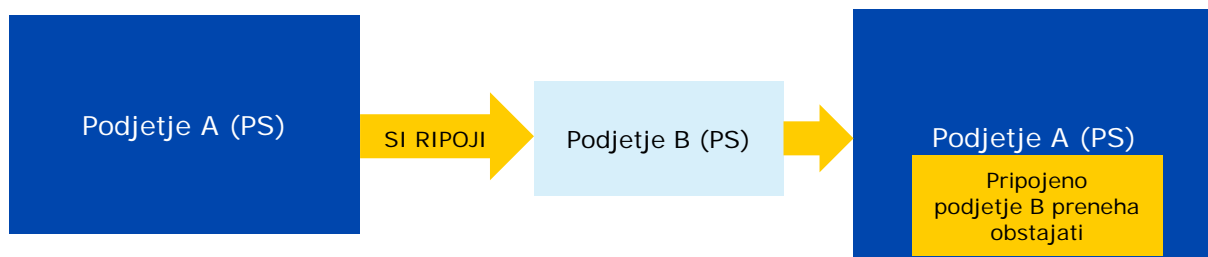 Podjetje A (PS)
SI RIPOJI
Podjetje B (PS)
Podjetje A (PS)
Pripojeno
podjetje B preneha
obstajati